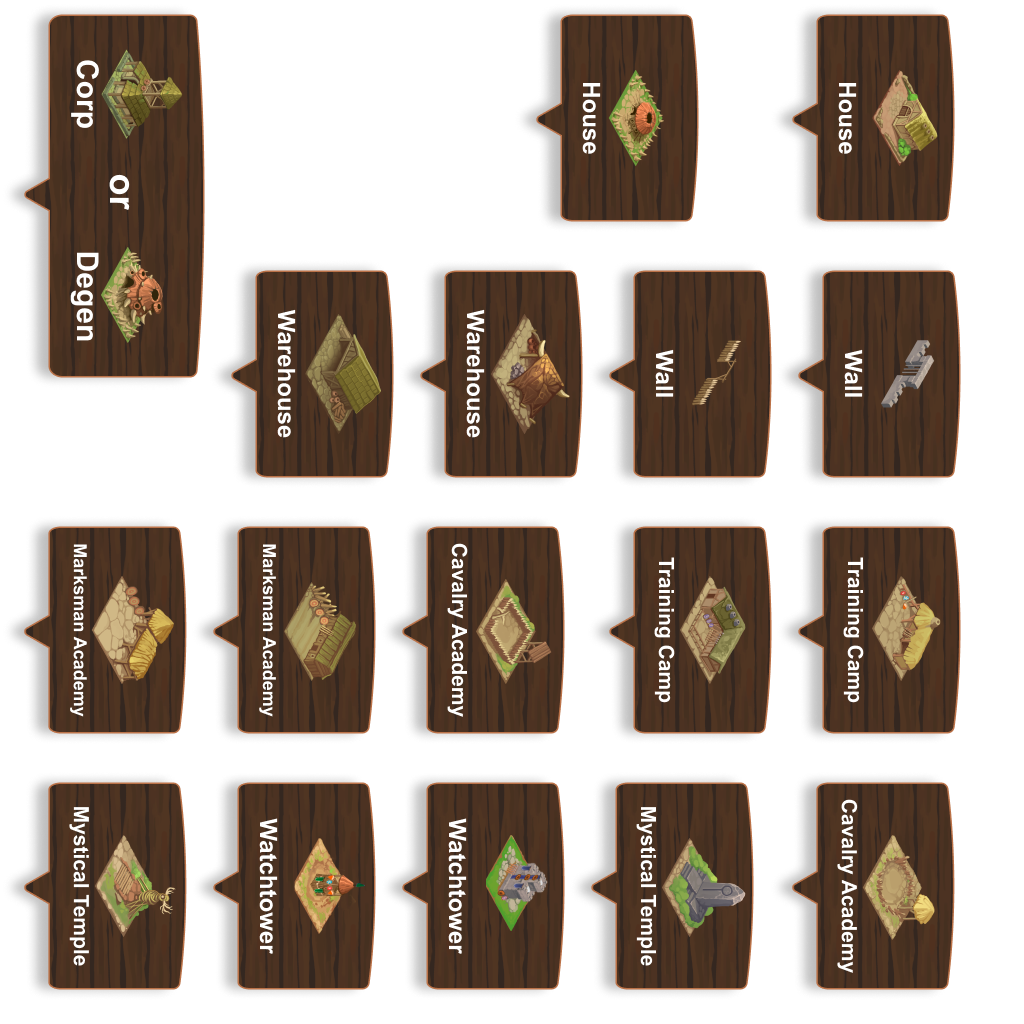 House
Wall
Training Camp
Cavalry Academy
House
Wall
Training Camp
Mystical Temple
Warehouse
Cavalry Academy
Watchtower
Warehouse
Marksman Academy
Watchtower
Corp or Degen
Marksman Academy
Mystical Temple